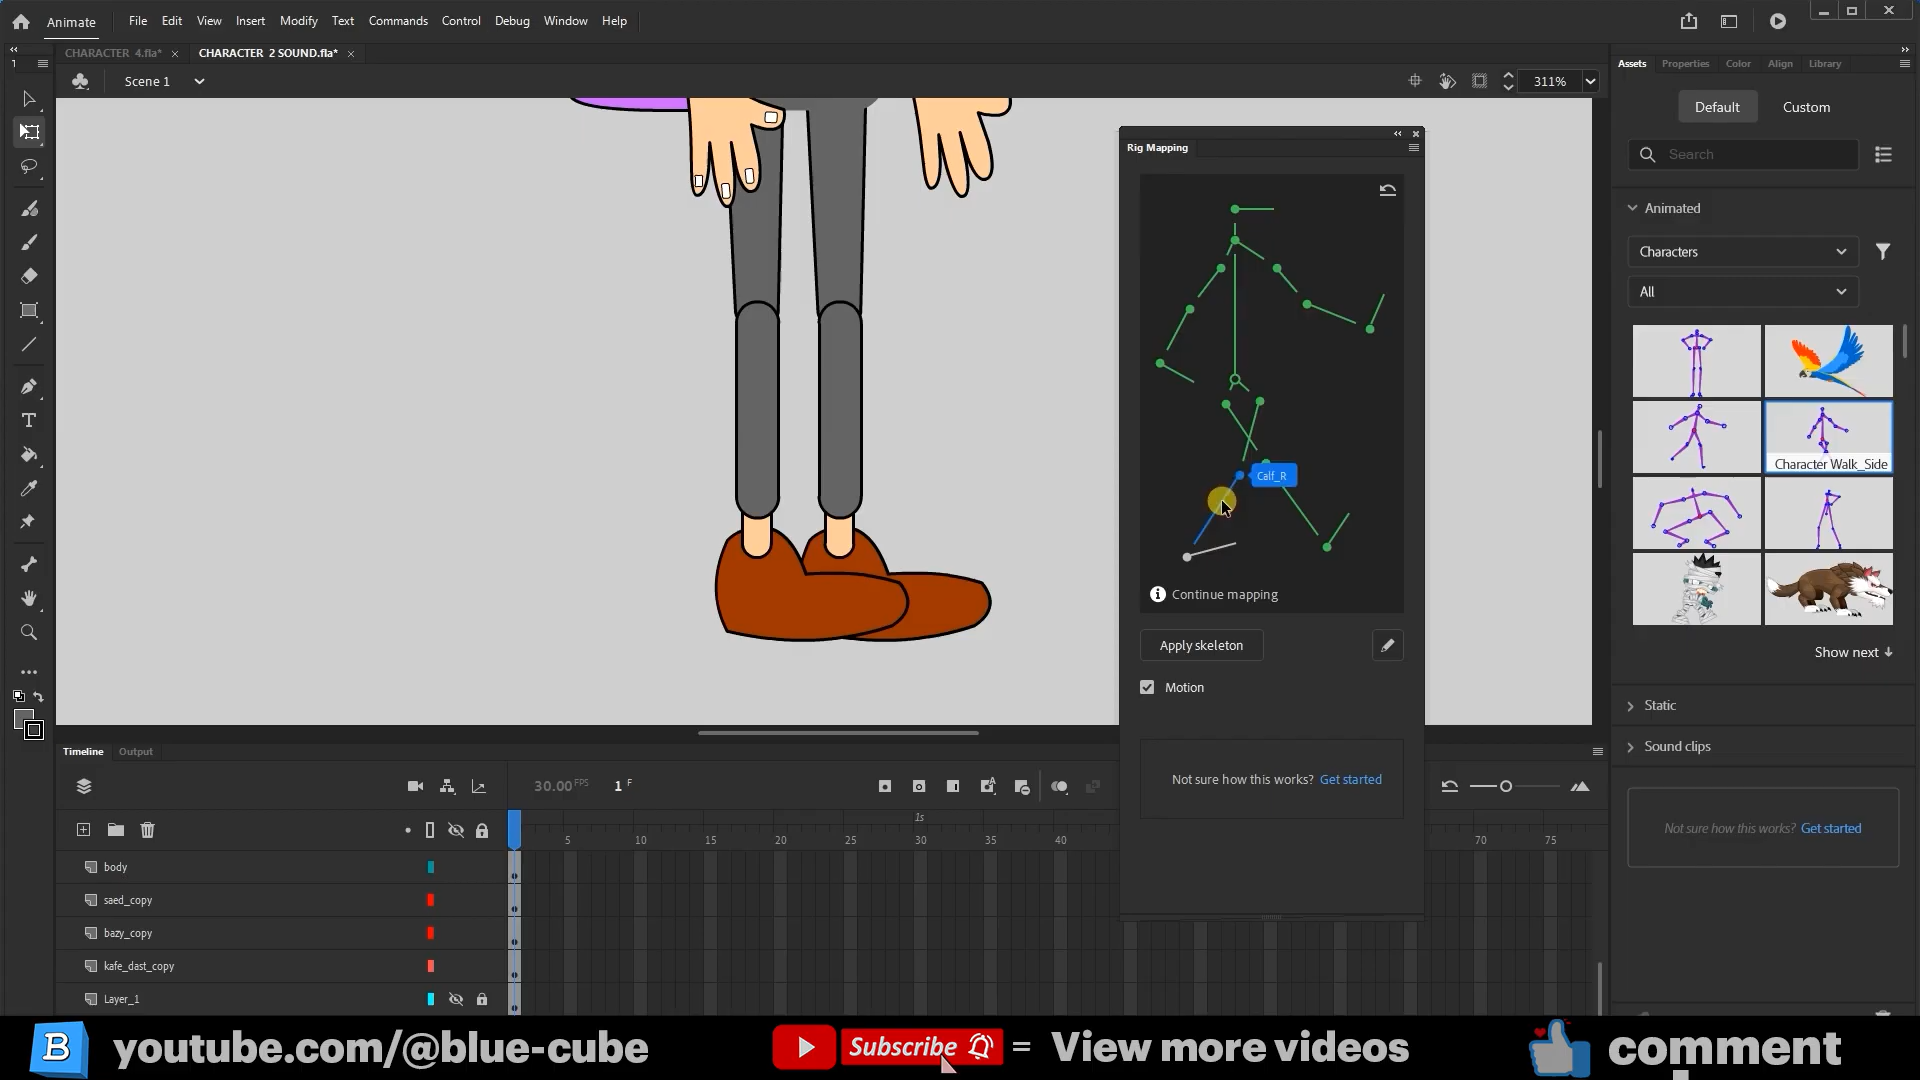 Animate File Edit View Insert Modify Text Commands Control Debug Window Help
CHARACTER 4.fla* × CHARACTER 2 SOUND.fla* ×
Scene 1
311%
Assets Properties Color Align Library
Default Custom
Search
Animated
Characters
All
Character Walk_Side
Show next
Static
Sound clips
Not sure how this works? Get started
Rig Mapping
Calf_R
Continue mapping
Apply skeleton
Motion
Not sure how this works? Get started
Timeline Output
30.00 FPS 1 F
1s
5 10 15 20 25 30 35 40 70 75
body
saed_copy
bazy_copy
kafe_dast_copy
Layer_1
B youtube.com/@blue-cube Subscribe = View more videos comment